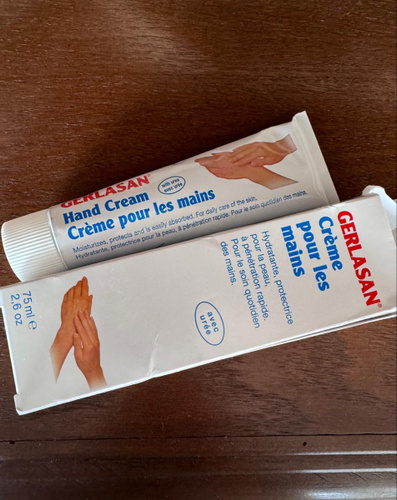 GERLASAN®
Hand Cream
Crème pour les mains
with urea
avec urée
Moisturizes, protects and is easily absorbed. For daily care of the skin.
Hydratante, protectrice pour la peau, à pénétration rapide. Pour le soin quotidien des mains.
GERLASAN®
Crème
pour les
mains
Hydratante, protectrice
pour la peau,
à pénétration rapide.
Pour le soin quotidien
des mains.
avec
urée
75 ml e
2.6 oz